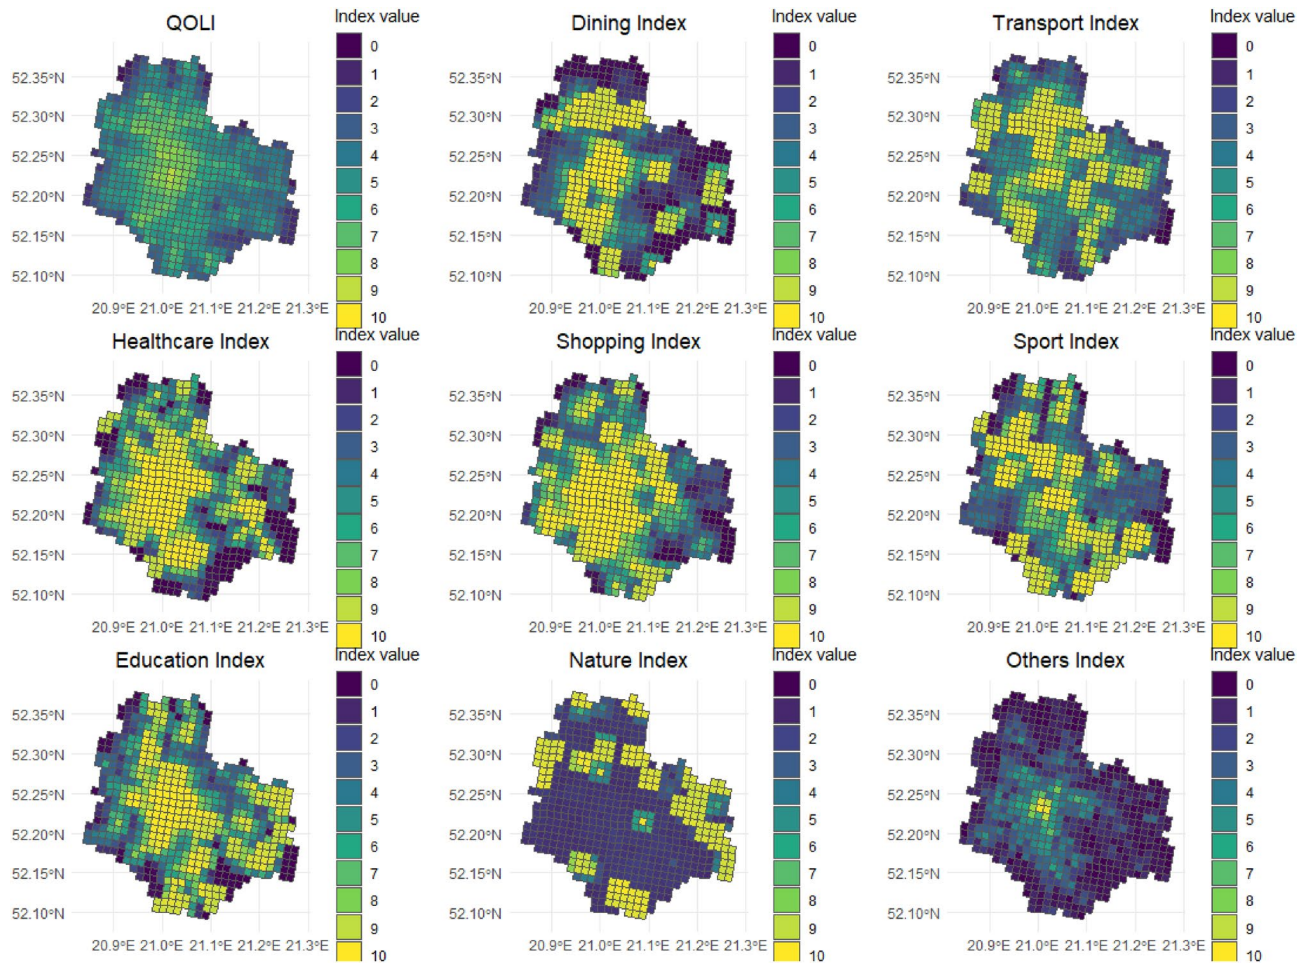 QOLI
Index value
0
1
2
3
4
5
6
7
8
9
10
52.35°N
52.30°N
52.25°N
52.20°N
52.15°N
52.10°N
20.9°E 21.0°E 21.1°E 21.2°E 21.3°E
Dining Index
Index value
0
1
2
3
4
5
6
7
8
9
10
52.35°N
52.30°N
52.25°N
52.20°N
52.15°N
52.10°N
20.9°E 21.0°E 21.1°E 21.2°E 21.3°E
Transport Index
Index value
0
1
2
3
4
5
6
7
8
9
10
52.35°N
52.30°N
52.25°N
52.20°N
52.15°N
52.10°N
20.9°E 21.0°E 21.1°E 21.2°E 21.3°E
Healthcare Index
Index value
0
1
2
3
4
5
6
7
8
9
10
52.35°N
52.30°N
52.25°N
52.20°N
52.15°N
52.10°N
20.9°E 21.0°E 21.1°E 21.2°E 21.3°E
Shopping Index
Index value
0
1
2
3
4
5
6
7
8
9
10
52.35°N
52.30°N
52.25°N
52.20°N
52.15°N
52.10°N
20.9°E 21.0°E 21.1°E 21.2°E 21.3°E
Sport Index
Index value
0
1
2
3
4
5
6
7
8
9
10
52.35°N
52.30°N
52.25°N
52.20°N
52.15°N
52.10°N
20.9°E 21.0°E 21.1°E 21.2°E 21.3°E
Education Index
Index value
0
1
2
3
4
5
6
7
8
9
10
52.35°N
52.30°N
52.25°N
52.20°N
52.15°N
52.10°N
20.9°E 21.0°E 21.1°E 21.2°E 21.3°E
Nature Index
Index value
0
1
2
3
4
5
6
7
8
9
10
52.35°N
52.30°N
52.25°N
52.20°N
52.15°N
52.10°N
20.9°E 21.0°E 21.1°E 21.2°E 21.3°E
Others Index
Index value
0
1
2
3
4
5
6
7
8
9
10
52.35°N
52.30°N
52.25°N
52.20°N
52.15°N
52.10°N
20.9°E 21.0°E 21.1°E 21.2°E 21.3°E